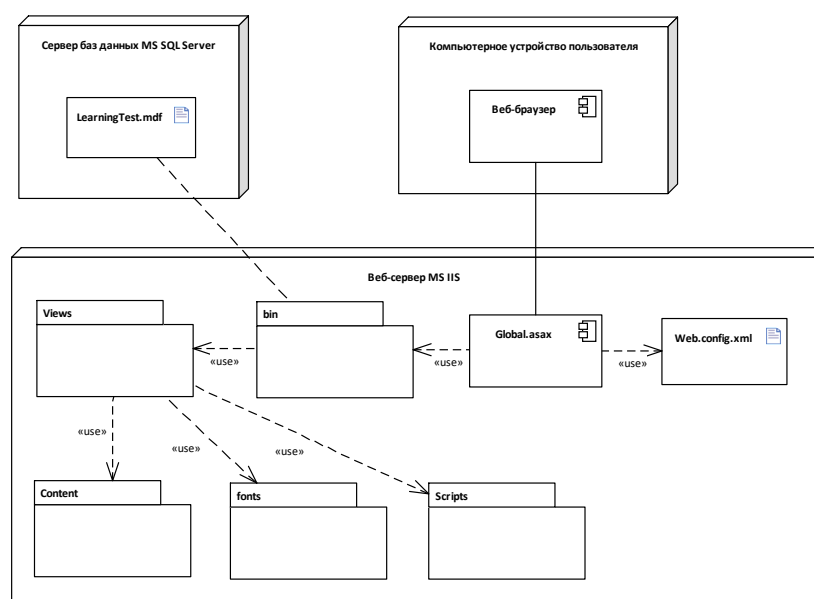 Сервер баз данных MS SQL Server
Компьютерное устройство пользователя
LearningTest.mdf
Веб-браузер
Веб-сервер MS IIS
Views
bin
Global.asax
Web.config.xml
«use»
«use»
«use»
«use»
«use»
«use»
Content
fonts
Scripts